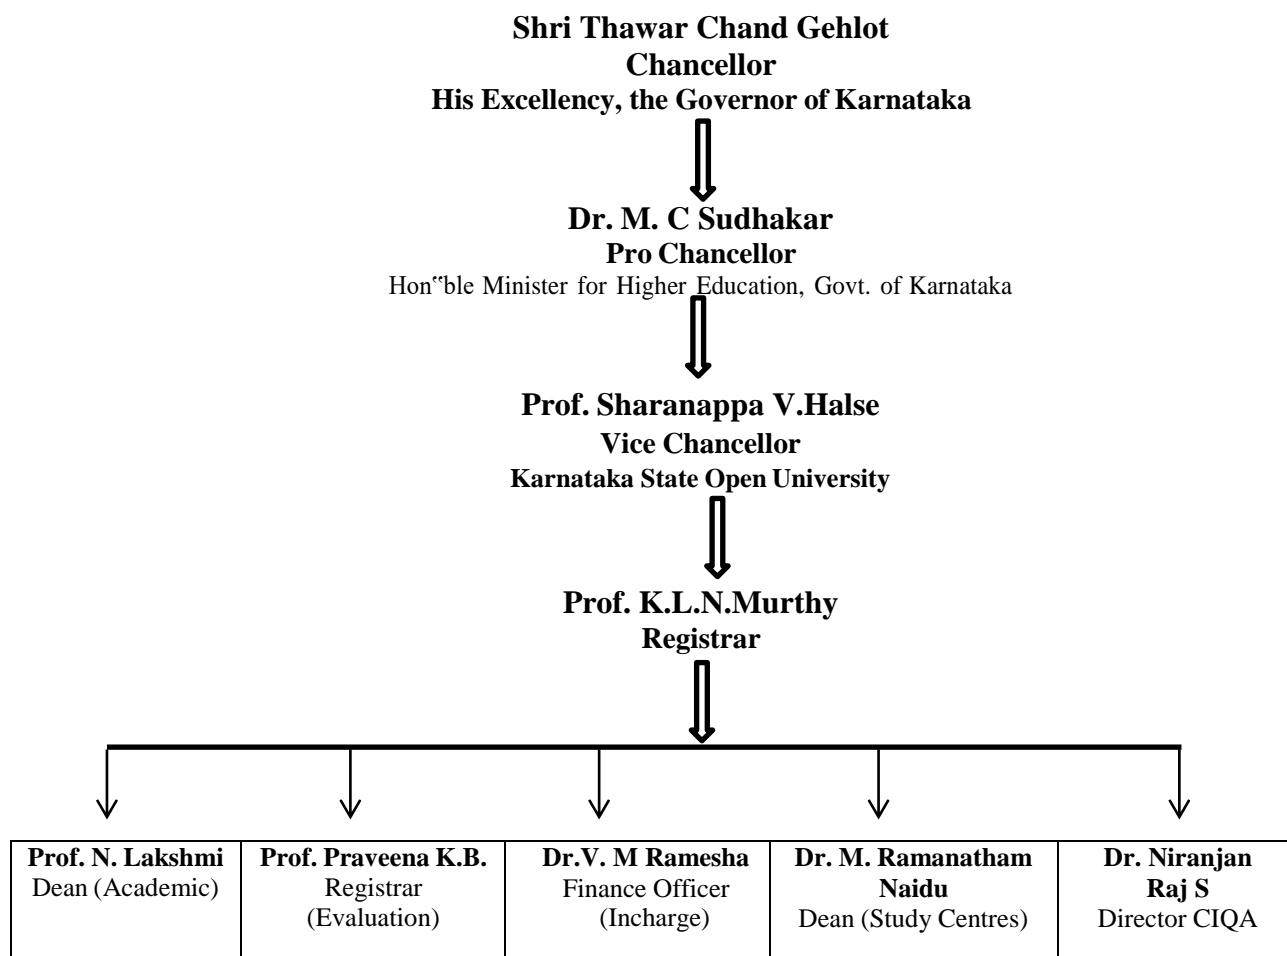 Shri Thawar Chand Gehlot
Chancellor
His Excellency, the Governor of Karnataka
Dr. M. C Sudhakar
Pro Chancellor
Hon‟ble Minister for Higher Education, Govt. of Karnataka
Prof. Sharanappa V.Halse
Vice Chancellor
Karnataka State Open University
Prof. K.L.N.Murthy
Registrar
Prof. N. Lakshmi
Dean (Academic)
Prof. Praveena K.B.
Registrar
(Evaluation)
Dr.V. M Ramesha
Finance Officer
(Incharge)
Dr. M. Ramanatham
Naidu
Dean (Study Centres)
Dr. Niranjan
Raj S
Director CIQA